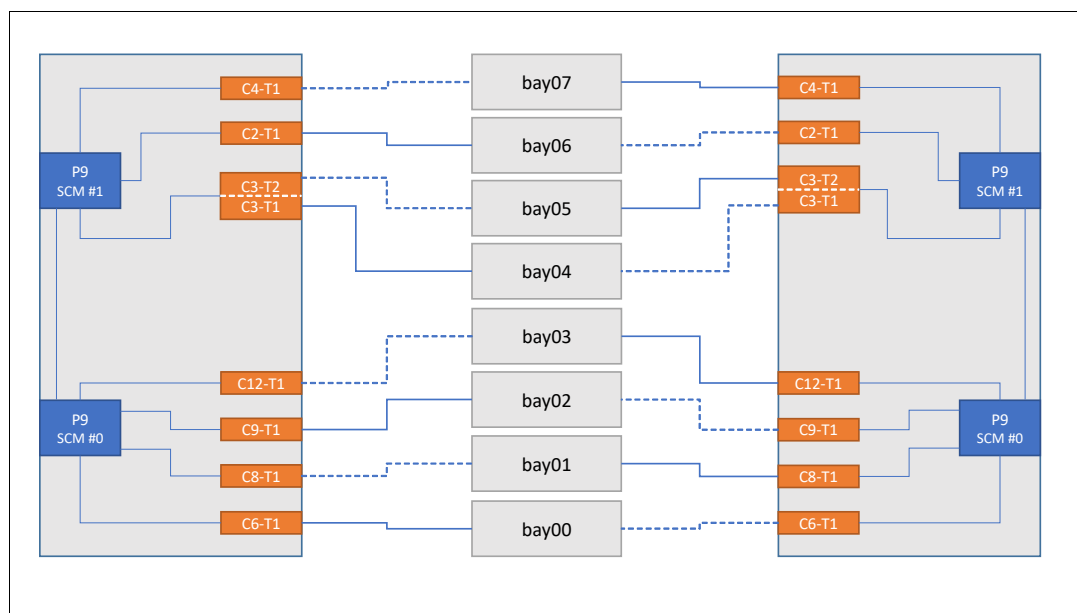 C4-T1
C2-T1
P9
SCM #1
C3-T2
C3-T1
C12-T1
P9
SCM #0
C9-T1
C8-T1
C6-T1
bay07
bay06
bay05
bay04
bay03
bay02
bay01
bay00
C4-T1
C2-T1
P9
SCM #1
C3-T2
C3-T1
C12-T1
P9
SCM #0
C9-T1
C8-T1
C6-T1